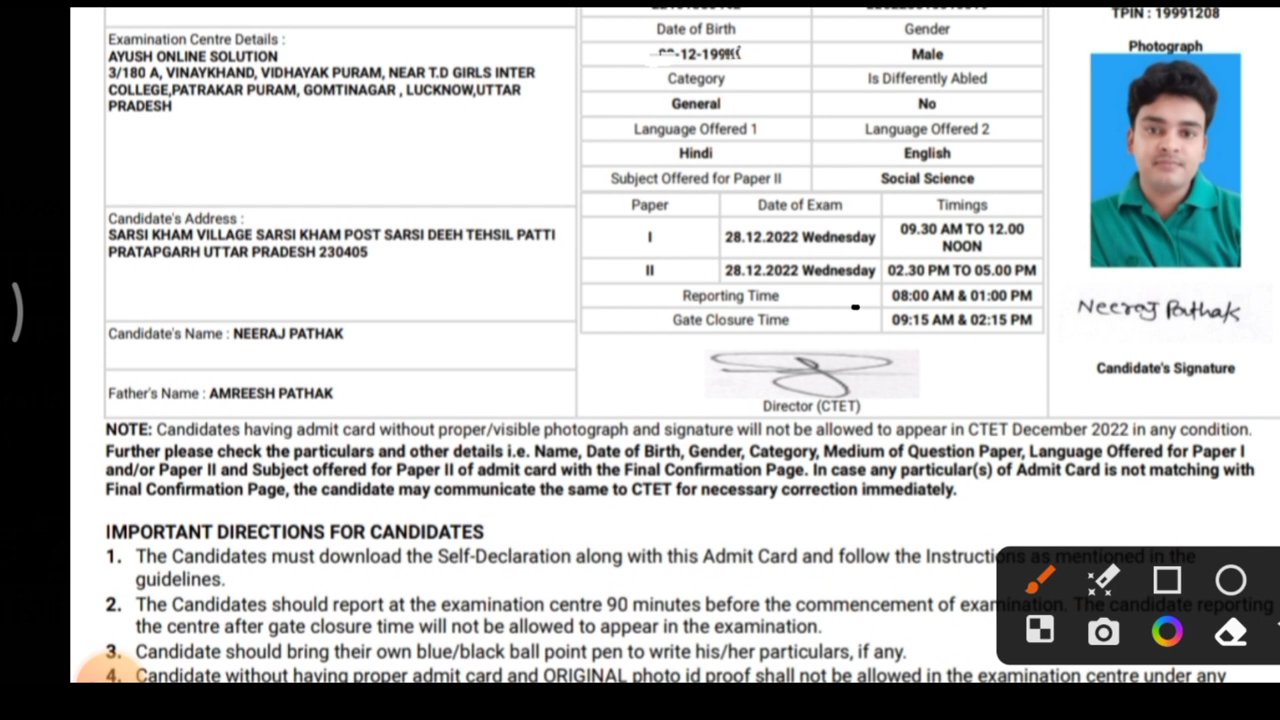 TPIN : 19991208
Examination Centre Details :
AYUSH ONLINE SOLUTION
3/180 A, VINAYKHAND, VIDHAYAK PURAM, NEAR T.D GIRLS INTER
COLLEGE,PATRAKAR PURAM, GOMTINAGAR , LUCKNOW,UTTAR
PRADESH
Candidate's Address :
SARSI KHAM VILLAGE SARSI KHAM POST SARSI DEEH TEHSIL PATTI
PRATAPGARH UTTAR PRADESH 230405
Candidate's Name : NEERAJ PATHAK
Father's Name : AMREESH PATHAK
Date of Birth Gender
Male
Category Is Differently Abled
General No
Language Offered 1 Language Offered 2
Hindi English
Subject Offered for Paper II Social Science
Paper Date of Exam Timings
I 28.12.2022 Wednesday 09.30 AM TO 12.00
NOON
II 28.12.2022 Wednesday 02.30 PM TO 05.00 PM
Reporting Time 08:00 AM & 01:00 PM
Gate Closure Time 09:15 AM & 02:15 PM
Director (CTET)
Photograph
Neeraj Pathak
Candidate's Signature
NOTE: Candidates having admit card without proper/visible photograph and signature will not be allowed to appear in CTET December 2022 in any condition.
Further please check the particulars and other details i.e. Name, Date of Birth, Gender, Category, Medium of Question Paper, Language Offered for Paper I
and/or Paper II and Subject offered for Paper II of admit card with the Final Confirmation Page. In case any particular(s) of Admit Card is not matching with
Final Confirmation Page, the candidate may communicate the same to CTET for necessary correction immediately.
IMPORTANT DIRECTIONS FOR CANDIDATES
1. The Candidates must download the Self-Declaration along with this Admit Card and follow the Instructions as mentioned in the
guidelines.
2. The Candidates should report at the examination centre 90 minutes before the commencement of examination. The candidate reporting
the centre after gate closure time will not be allowed to appear in the examination.
3. Candidate should bring their own blue/black ball point pen to write his/her particulars, if any.
4. Candidate without having proper admit card and ORIGINAL photo id proof shall not be allowed in the examination centre under any